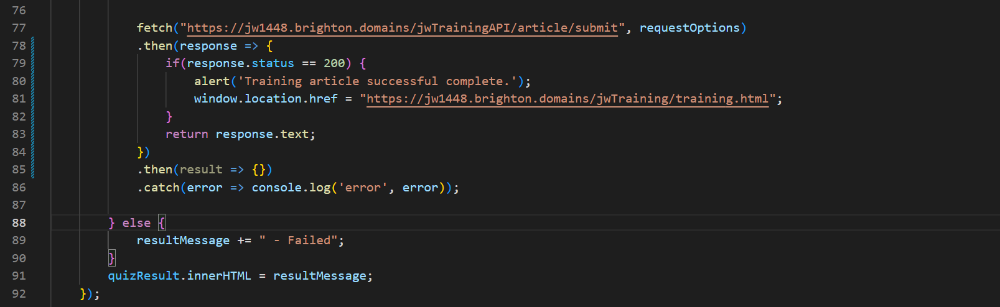 76
77 fetch("https://jw1448.brighton.domains/jwTrainingAPI/article/submit", requestOptions)
78 .then(response => {
79 if(response.status == 200) {
80 alert('Training article successful complete.');
81 window.location.href = "https://jw1448.brighton.domains/jwTraining/training.html";
82 }
83 return response.text;
84 })
85 .then(result => {})
86 .catch(error => console.log('error', error));
87
88 } else {
89 resultMessage += " - Failed";
90 }
91 quizResult.innerHTML = resultMessage;
92 });